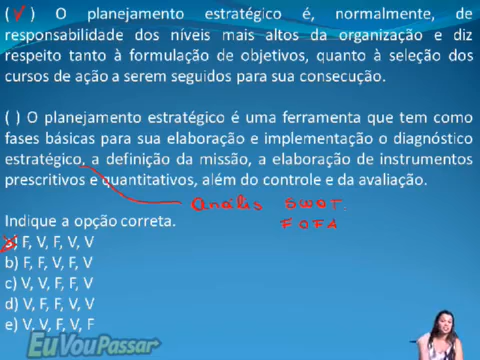 (V) O planejamento estratégico é, normalmente, de
responsabilidade dos níveis mais altos da organização e diz
respeito tanto à formulação de objetivos, quanto à seleção dos
cursos de ação a serem seguidos para sua consecução.
( ) O planejamento estratégico é uma ferramenta que tem como
fases básicas para sua elaboração e implementação o diagnóstico
estratégico, a definição da missão, a elaboração de instrumentos
prescritivos e quantitativos, além do controle e da avaliação.
Anális SWOT
FOFA
Indique a opção correta.
a) F, V, F, V, V
b) F, F, V, F, V
c) V, V, F, F, V
d) V, F, F, V, V
e) V, V, F, V, F
EuVouPassar